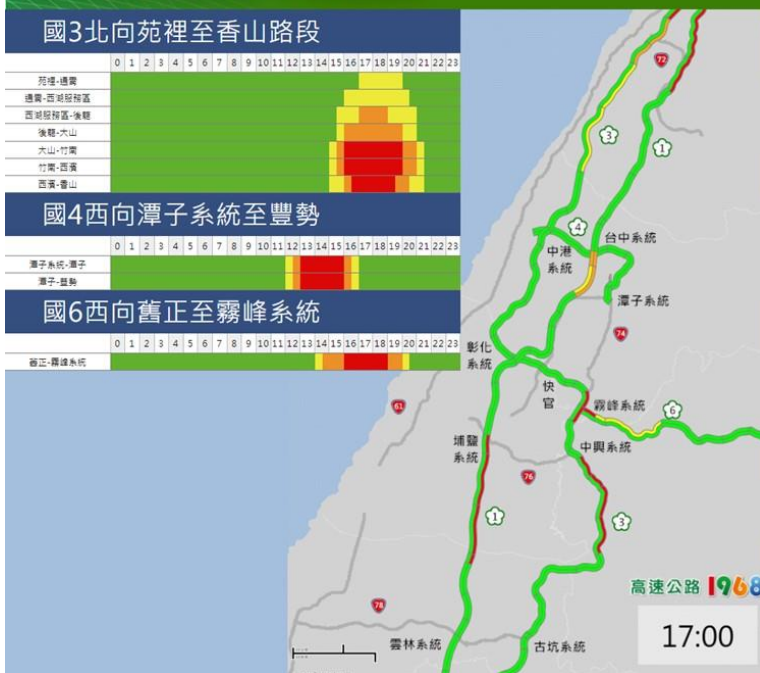 國3北向苑裡至香山路段
0 1 2 3 4 5 6 7 8 9 10 11 12 13 14 15 16 17 18 19 20 21 22 23
苑裡-通霄
通霄-西湖服務區
西湖服務區-後龍
後龍-大山
大山-竹南
竹南-西濱
西濱-香山
國4西向潭子系統至豐勢
0 1 2 3 4 5 6 7 8 9 10 11 12 13 14 15 16 17 18 19 20 21 22 23
潭子系統-潭子
潭子-豐勢
國6西向舊正至霧峰系統
0 1 2 3 4 5 6 7 8 9 10 11 12 13 14 15 16 17 18 19 20 21 22 23
舊正-霧峰系統
72
3
1
4
台中系統
中港
系統
潭子系統
74
彰化
系統
快
官
61
霧峰系統
6
埔鹽
系統
中興系統
76
1
3
高速公路 1968
78
17:00
雲林系統
古坑系統